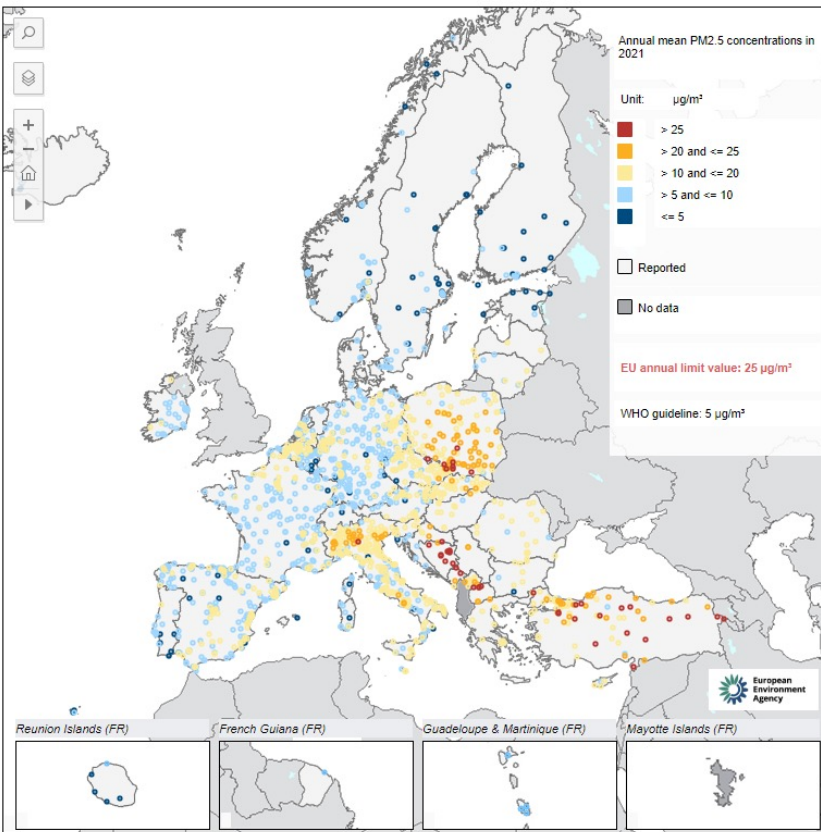 Annual mean PM2.5 concentrations in
2021
Unit: µg/m³
> 25
> 20 and <= 25
> 10 and <= 20
> 5 and <= 10
<= 5
Reported
No data
EU annual limit value: 25 µg/m³
WHO guideline: 5 µg/m³
European
Environment
Agency
Reunion Islands (FR)
French Guiana (FR)
Guadeloupe & Martinique (FR)
Mayotte Islands (FR)